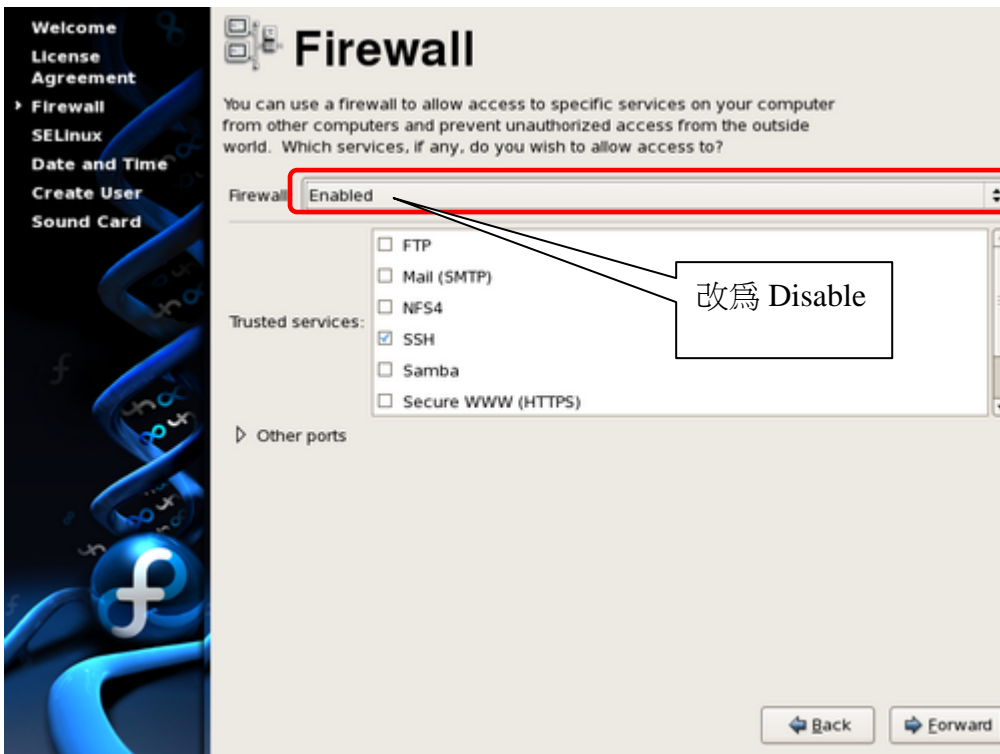 Welcome
License
Agreement
Firewall
SELinux
Date and Time
Create User
Sound Card
Firewall
You can use a firewall to allow access to specific services on your computer
from other computers and prevent unauthorized access from the outside
world. Which services, if any, do you wish to allow access to?
Firewall Enabled
Trusted services:
FTP
Mail (SMTP)
NFS4
SSH
Samba
Secure WWW (HTTPS)
改爲 Disable
Other ports
Back
Forward